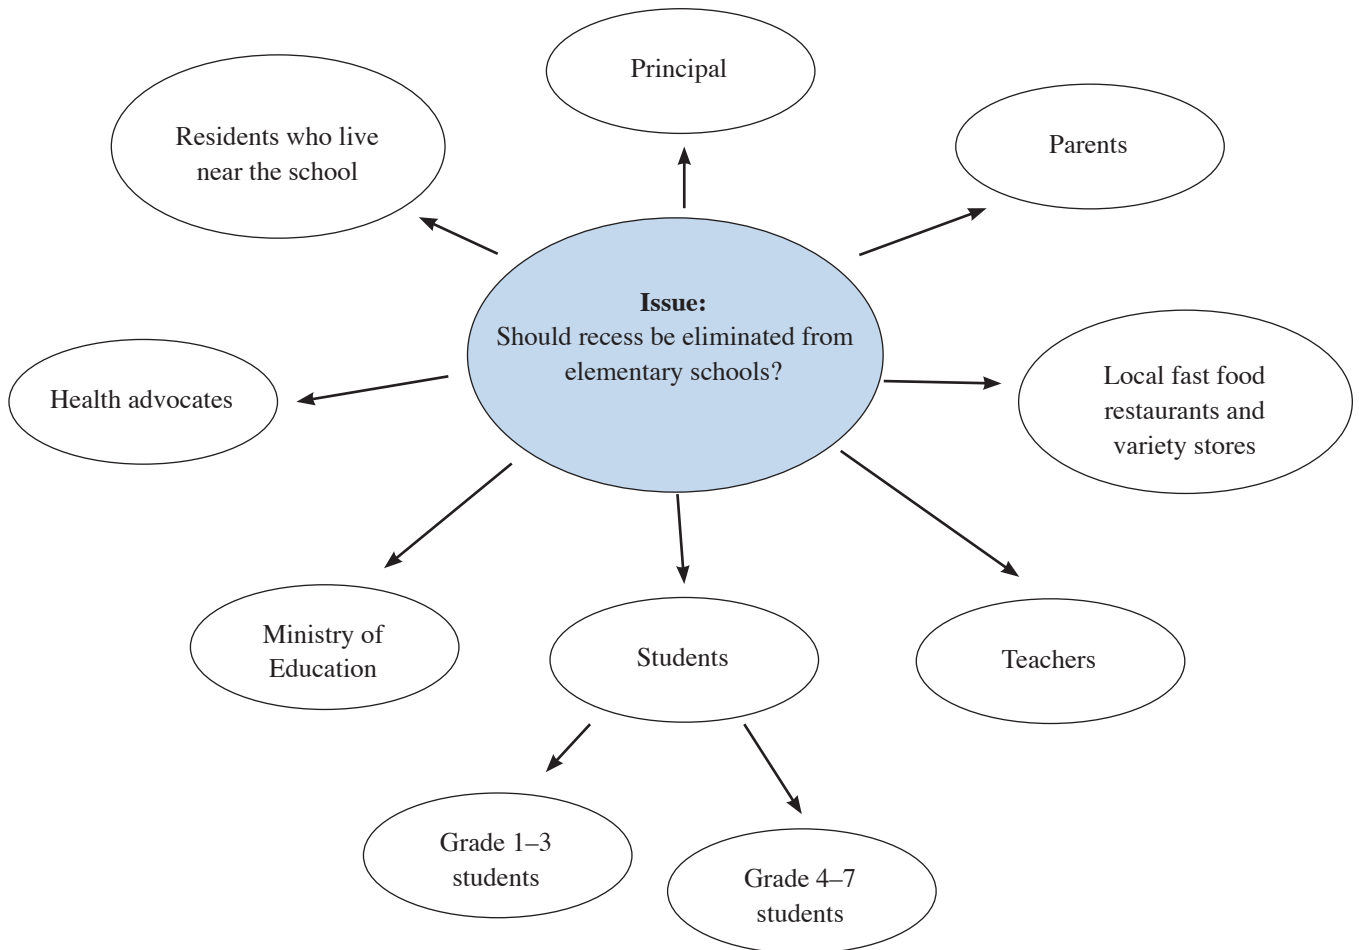 Principal
Residents who live
near the school
Parents
Issue:
Should recess be eliminated from
elementary schools?
Health advocates
Local fast food
restaurants and
variety stores
Ministry of
Education
Students
Teachers
Grade 1–3
students
Grade 4–7
students